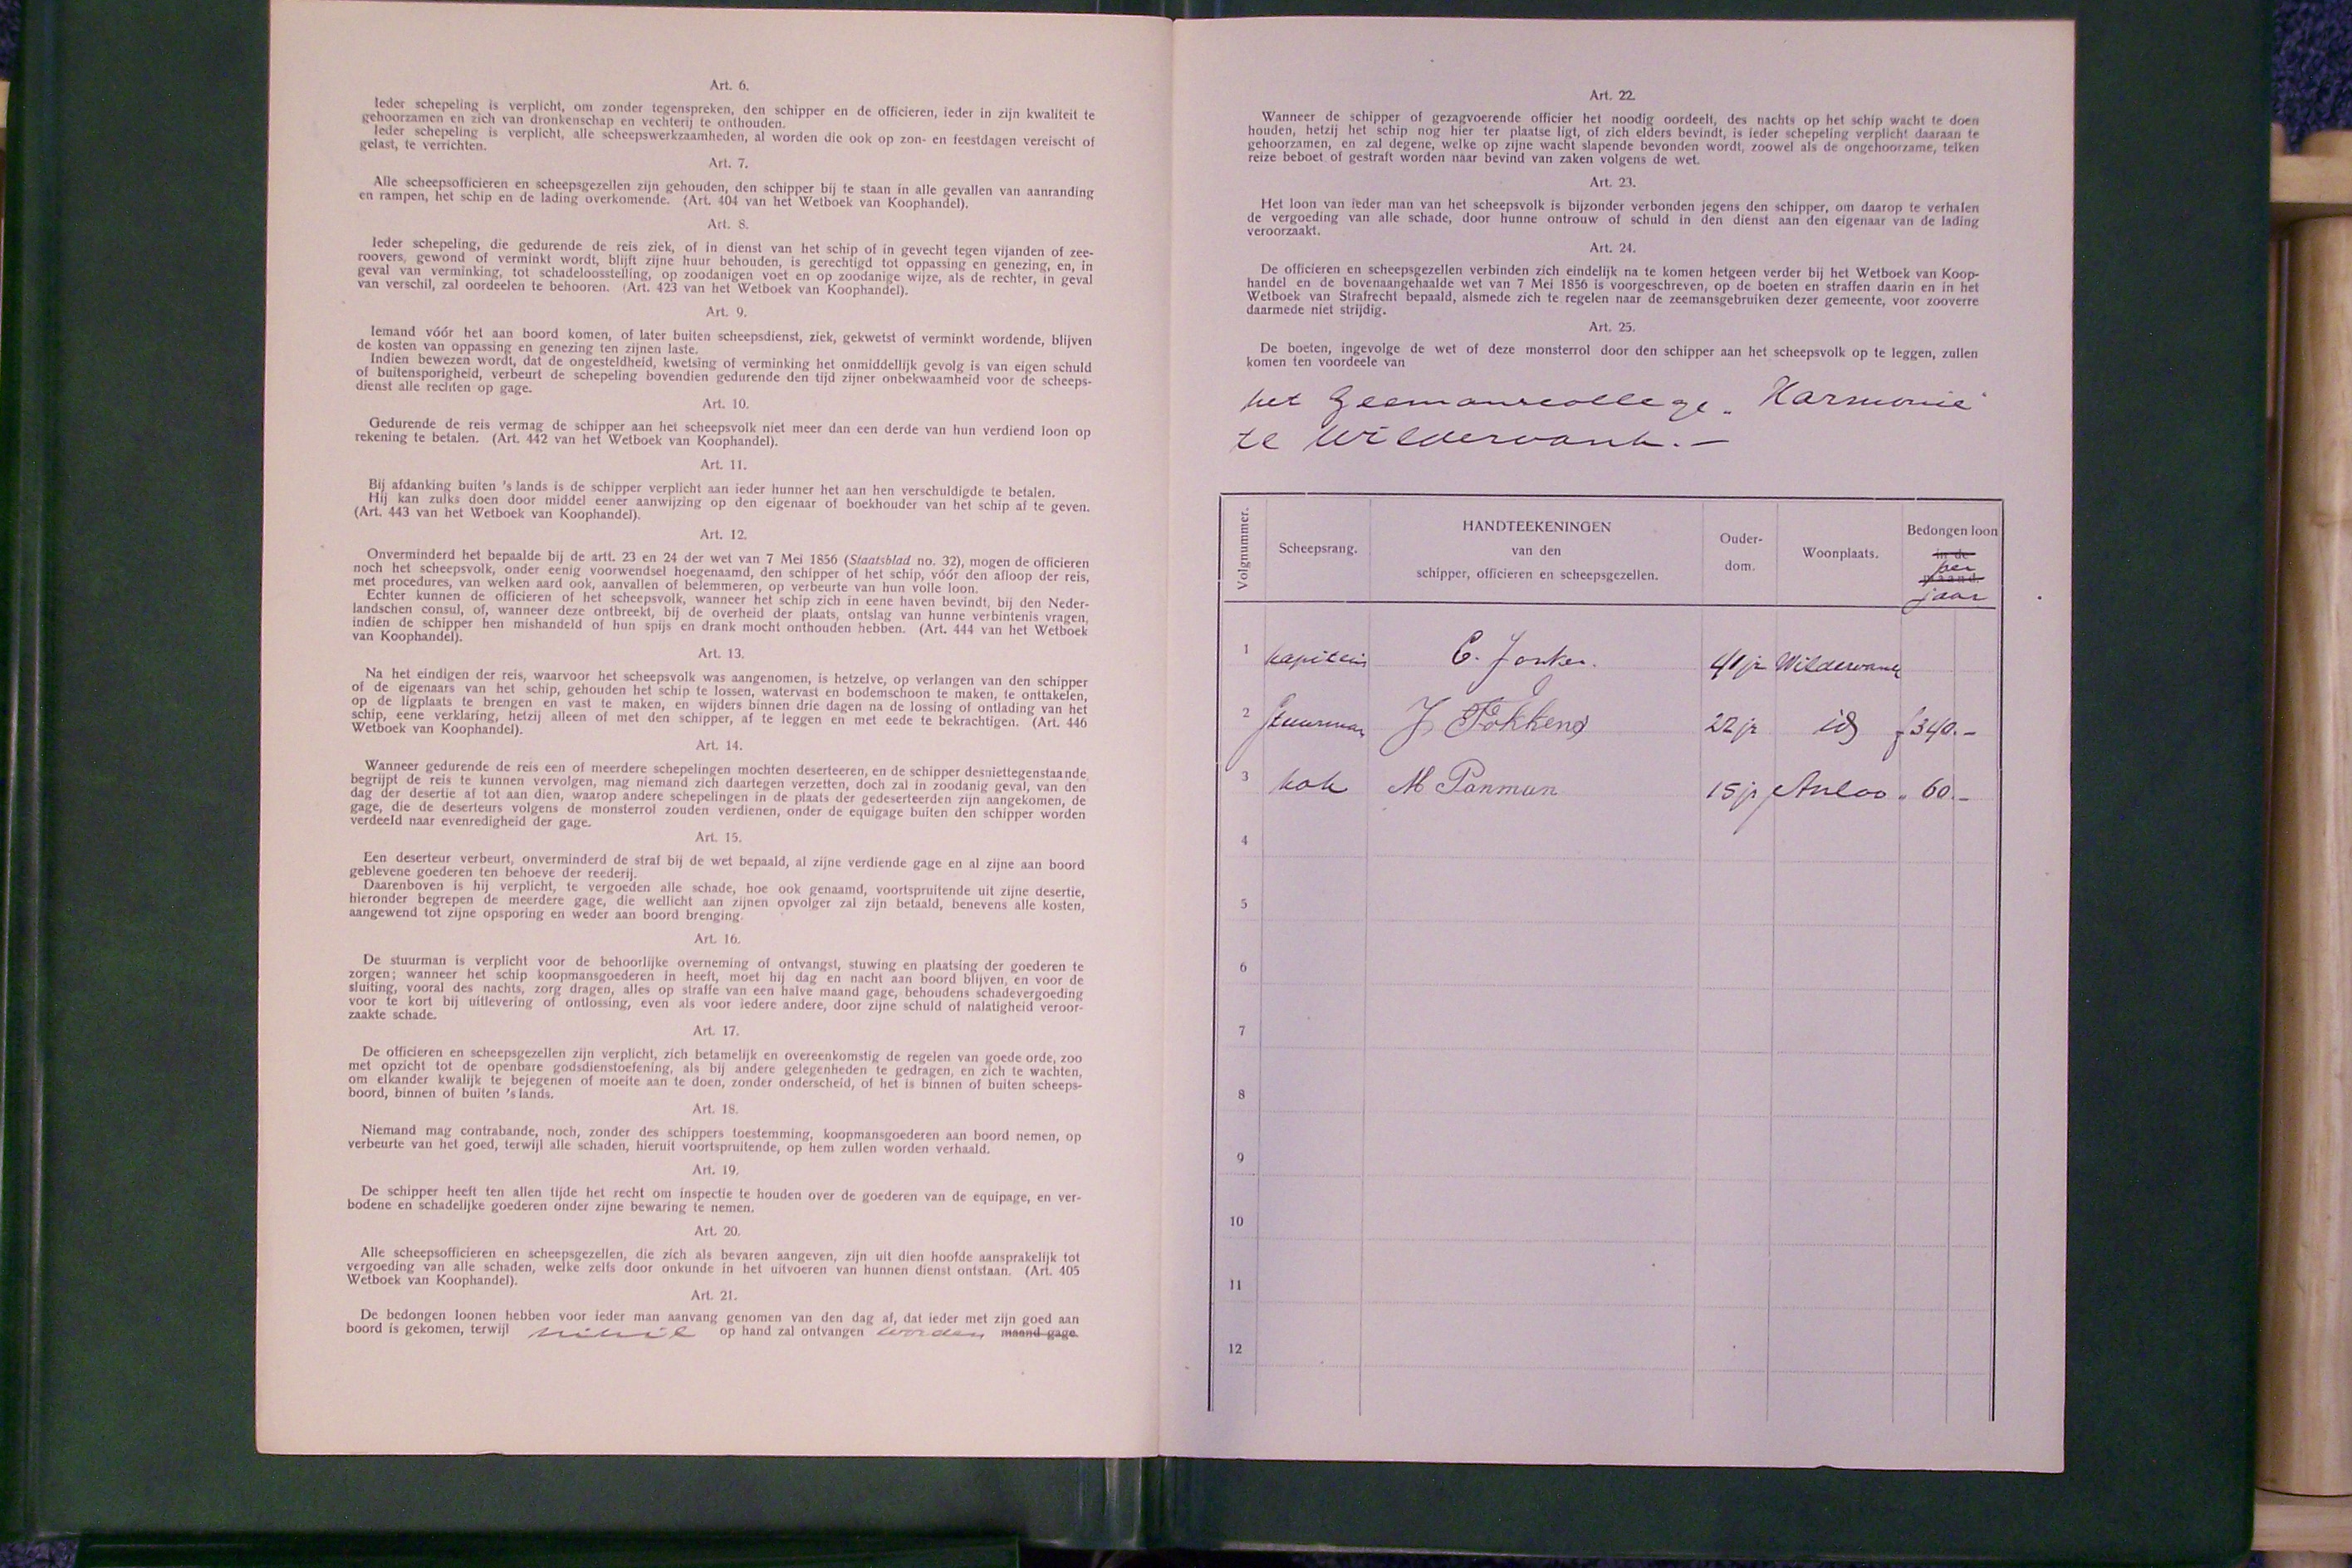 Art. 6.
Ieder schepeling is verplicht, om zonder tegenspreken, den schipper en de officieren, ieder in zijn kwaliteit te
gehoorzamen en zich van dronkenschap en vechterij te onthouden.
Ieder schepeling is verplicht, alle scheepswerkzaamheden, al worden die ook op zon- en feestdagen vereischt of
gelast, te verrichten.
Art. 7.
Alle scheepsofficieren en scheepsgezellen zijn gehouden, den schipper bij te staan in alle gevallen van aanranding
en rampen, het schip en de lading overkomende. (Art. 404 van het Wetboek van Koophandel).
Art. 8.
Ieder schepeling, die gedurende de reis ziek, of in dienst van het schip of in gevecht tegen vijanden of zee-
roovers, gewond of verminkt wordt, blijft zijne huur behouden, is gerechtigd tot oppassing en genezing, en, in
geval van verminking, tot schadeloosstelling, op zoodanigen voet en op zoodanige wijze, als de rechter, in geval
van verschil, zal oordeelen te behooren. (Art. 423 van het Wetboek van Koophandel).
Art. 9.
Iemand vóór het aan boord komen, of later buiten scheepsdienst, ziek, gekwetst of verminkt wordende, blijven
de kosten van oppassing en genezing ten zijnen laste.
Indien bewezen wordt, dat de ongesteldheid, kwetsing of verminking het onmiddellijk gevolg is van eigen schuld
of buitensporigheid, verbeurt de schepeling bovendien gedurende den tijd zijner onbekwaamheid voor de scheeps-
dienst alle rechten op gage.
Art. 10.
Gedurende de reis vermag de schipper aan het scheepsvolk niet meer dan een derde van hun verdiend loon op
rekening te betalen. (Art. 442 van het Wetboek van Koophandel).
Art. 11.
Bij afdanking buiten 's lands is de schipper verplicht aan ieder hunner het aan hen verschuldigde te betalen.
Hij kan zulks doen door middel eener aanwijzing op den eigenaar of boekhouder van het schip af te geven.
(Art. 443 van het Wetboek van Koophandel).
Art. 12.
Onverminderd het bepaalde bij de artt. 23 en 24 der wet van 7 Mei 1856 (Staatsblad no. 32), mogen de officieren
noch het scheepsvolk, onder eenig voorwendsel hoegenaamd, den schipper of het schip, vóór den afloop der reis,
met procedures, van welken aard ook, aanvallen of belemmeren, op verbeurte van hun volle loon.
Echter kunnen de officieren of het scheepsvolk, wanneer het schip zich in eene haven bevindt, bij den Neder-
landschen consul, of, wanneer deze ontbreekt, bij de overheid der plaats, ontslag van hunne verbintenis vragen,
indien de schipper hen mishandeld of hun spijs en drank mocht onthouden hebben. (Art. 444 van het Wetboek
van Koophandel).
Art. 13.
Na het eindigen der reis, waarvoor het scheepsvolk was aangenomen, is hetzelve, op verlangen van den schipper
of de eigenaars van het schip, gehouden het schip te lossen, watervast en bodemschoon te maken, te onttakelen,
op de ligplaats te brengen en vast te maken, en wijders binnen drie dagen na de lossing of ontlading van het
schip, eene verklaring, hetzij alleen of met den schipper, af te leggen en met eede te bekrachtigen. (Art. 446
Wetboek van Koophandel).
Art. 14.
Wanneer gedurende de reis een of meerdere schepelingen mochten deserteeren, en de schipper desniettegenstaande
begrijpt de reis te kunnen vervolgen, mag niemand zich daartegen verzetten, doch zal in zoodanig geval, van den
dag der desertie af tot aan dien, waarop andere schepelingen in de plaats der gedeserteerden zijn aangekomen, de
gage, die de deserteurs volgens de monsterrol zouden verdienen, onder de equigage buiten den schipper worden
verdeeld naar evenredigheid der gage.
Art. 15.
Een deserteur verbeurt, onverminderd de straf bij de wet bepaald, al zijne verdiende gage en al zijne aan boord
geblevene goederen ten behoeve der reederij.
Daarenboven is hij verplicht, te vergoeden alle schade, hoe ook genaamd, voortspruitende uit zijne desertie,
hieronder begrepen de meerdere gage, die wellicht aan zijnen opvolger zal zijn betaald, benevens alle kosten,
aangewend tot zijne opsporing en weder aan boord brenging.
Art. 16.
De stuurman is verplicht voor de behoorlijke overneming of ontvangst, stuwing en plaatsing der goederen te
zorgen; wanneer het schip koopmansgoederen in heeft, moet hij dag en nacht aan boord blijven, en voor de
sluiting, vooral des nachts, zorg dragen, alles op straffe van een halve maand gage, behoudens schadevergoeding
voor te kort bij uitlevering of ontlossing, even als voor iedere andere, door zijne schuld of nalatigheid veroor-
zaakte schade.
Art. 17.
De officieren en scheepsgezellen zijn verplicht, zich betamelijk en overeenkomstig de regelen van goede orde, zoo
met opzicht tot de openbare godsdienstoefening, als bij andere gelegenheden te gedragen, en zich te wachten,
om elkander kwalijk te bejegenen of moeite aan te doen, zonder onderscheid, of het is binnen of buiten scheeps-
boord, binnen of buiten 's lands.
Art. 18.
Niemand mag contrabande, noch, zonder des schippers toestemming, koopmansgoederen aan boord nemen, op
verbeurte van het goed, terwijl alle schaden, hieruit voortspruitende, op hem zullen worden verhaald.
Art. 19.
De schipper heeft ten allen tijde het recht om inspectie te houden over de goederen van de equipage, en ver-
bodene en schadelijke goederen onder zijne bewaring te nemen.
Art. 20.
Alle scheepsofficieren en scheepsgezellen, die zich als bevaren aangeven, zijn uit dien hoofde aansprakelijk tot
vergoeding van alle schaden, welke zelfs door onkunde in het uitvoeren van hunnen dienst ontstaan. (Art. 405
Wetboek van Koophandel).
Art. 21.
De bedongen loonen hebben voor ieder man aanvang genomen van den dag af, dat ieder met zijn goed aan
boord is gekomen, terwijl nihil op hand zal ontvangen worden maand gage.
Art. 22.
Wanneer de schipper of gezagvoerende officier het noodig oordeelt, des nachts op het schip wacht te doen
houden, hetzij het schip nog hier ter plaatse ligt, of zich elders bevindt, is ieder schepeling verplicht daaraan te
gehoorzamen, en zal degene, welke op zijne wacht slapende bevonden wordt, zoowel als de ongehoorzame, telken
reize beboet of gestraft worden naar bevind van zaken volgens de wet.
Art. 23.
Het loon van ieder man van het scheepsvolk is bijzonder verbonden jegens den schipper, om daarop te verhalen
de vergoeding van alle schade, door hunne ontrouw of schuld in den dienst aan den eigenaar van de lading
veroorzaakt.
Art. 24.
De officieren en scheepsgezellen verbinden zich eindelijk na te komen hetgeen verder bij het Wetboek van Koop-
handel en de bovenaangehaalde wet van 7 Mei 1856 is voorgeschreven, op de boeten en straffen daarin en in het
Wetboek van Strafrecht bepaald, alsmede zich te regelen naar de zeemansgebruiken dezer gemeente, voor zooverre
daarmede niet strijdig.
Art. 25.
De boeten, ingevolge de wet of deze monsterrol door den schipper aan het scheepsvolk op te leggen, zullen
komen ten voordeele van
het Zeemanscollege „Harmonie"
te Wildervank. —
Volgnummer. Scheepsrang. HANDTEEKENINGEN van den schipper, officieren en scheepsgezellen. Ouder-dom. Woonplaats. Bedongen loon in de maand. per jaar
1 kapitein C. Jonker. 41 jr Wildervank
2 Stuurman J Fokkens 22 jr id f 340.-
3 kok M Panman 15 jr Anloo „ 60.-
4
5
6
7
8
9
10
11
12